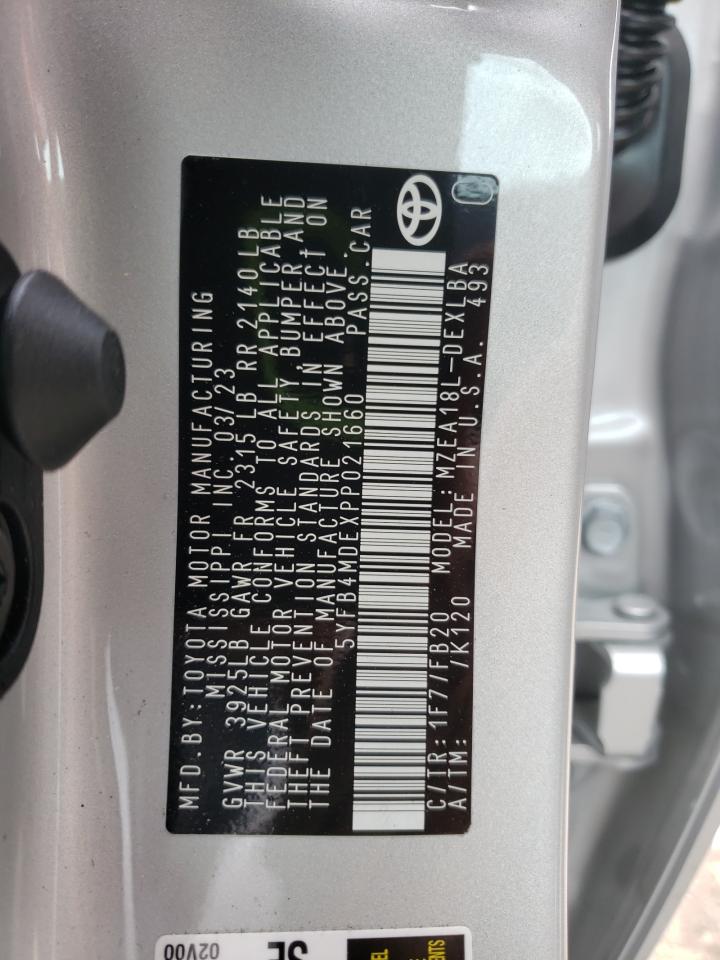 MFD.BY:TOYOTA MOTOR MANUFACTURING
MISSISSIPPI INC. 03/23
GVWR 3925LB GAWR FR 2315LB RR 2140LB
THIS VEHICLE CONFORMS TO ALL APPLICABLE
FEDERAL MOTOR VEHICLE SAFETY, BUMPER, AND
THEFT PREVENTION STANDARDS IN EFFECT ON
THE DATE OF MANUFACTURE SHOWN ABOVE.
5YFB4MDEXPP021660 PASS.CAR
C/TR: 1F7/FB20 MODEL: MZEA18L-DEXLBA
A/TM: /K120 MADE IN U.S.A. 493
02V00
SE